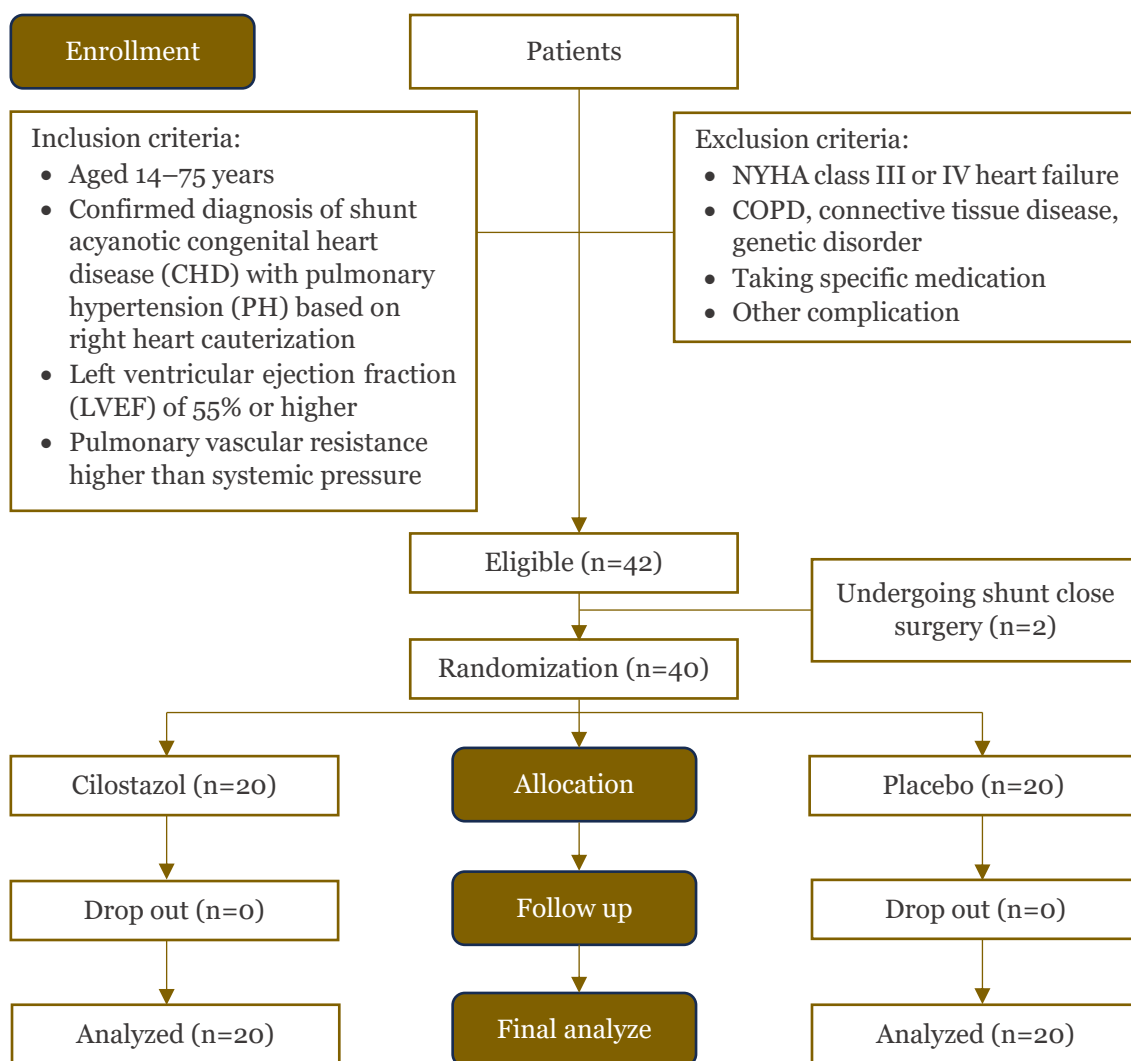 Enrollment
Patients
Inclusion criteria:
• Aged 14–75 years
• Confirmed diagnosis of shunt
acyanotic congenital heart
disease (CHD) with pulmonary
hypertension (PH) based on
right heart cauterization
• Left ventricular ejection fraction
(LVEF) of 55% or higher
• Pulmonary vascular resistance
higher than systemic pressure
Exclusion criteria:
• NYHA class III or IV heart failure
• COPD, connective tissue disease,
genetic disorder
• Taking specific medication
• Other complication
Eligible (n=42)
Undergoing shunt close
surgery (n=2)
Randomization (n=40)
Cilostazol (n=20)
Allocation
Placebo (n=20)
Drop out (n=0)
Follow up
Drop out (n=0)
Analyzed (n=20)
Final analyze
Analyzed (n=20)